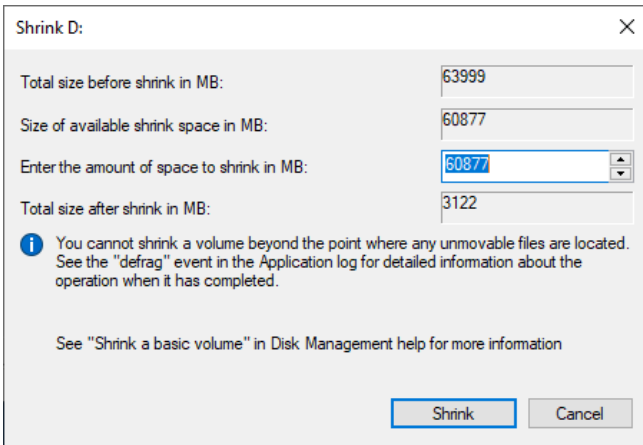 Shrink D:
Total size before shrink in MB: 63999
Size of available shrink space in MB: 60877
Enter the amount of space to shrink in MB: 60877
Total size after shrink in MB: 3122
You cannot shrink a volume beyond the point where any unmovable files are located.
See the "defrag" event in the Application log for detailed information about the
operation when it has completed.
See "Shrink a basic volume" in Disk Management help for more information
Shrink Cancel